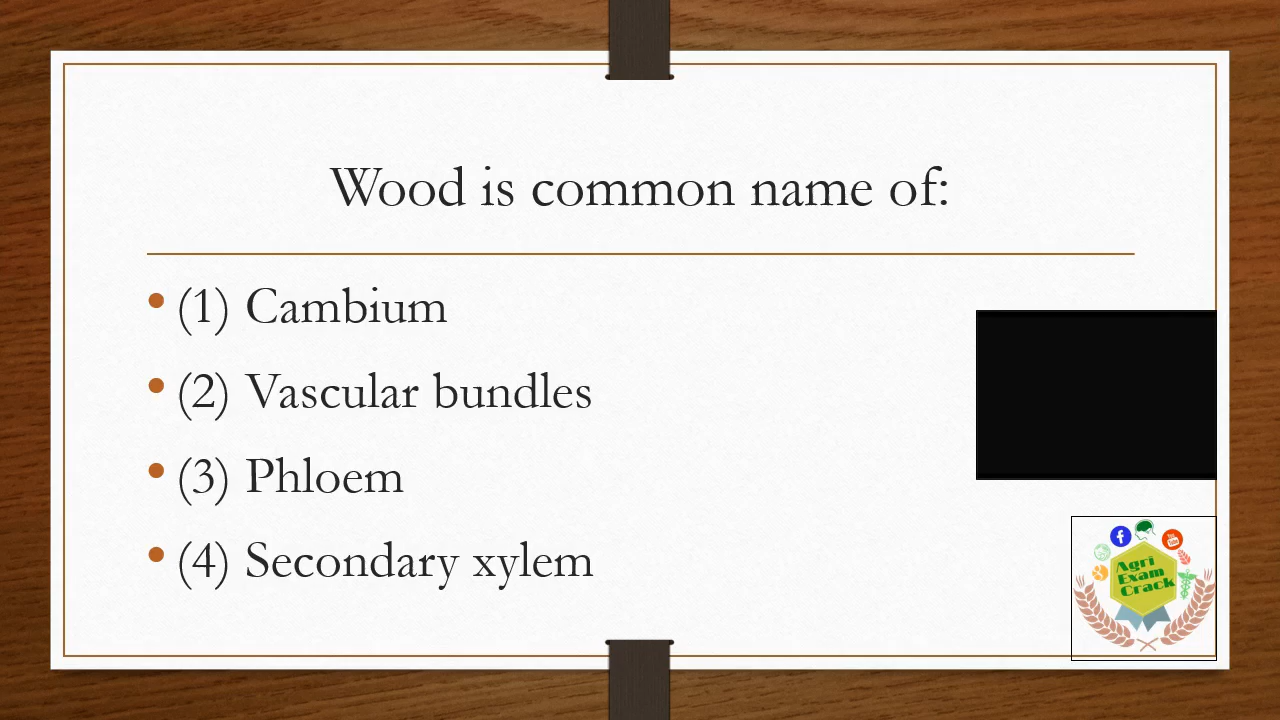 Wood is common name of:
• (1) Cambium
• (2) Vascular bundles
• (3) Phloem
• (4) Secondary xylem
Agri
Exam
Crack